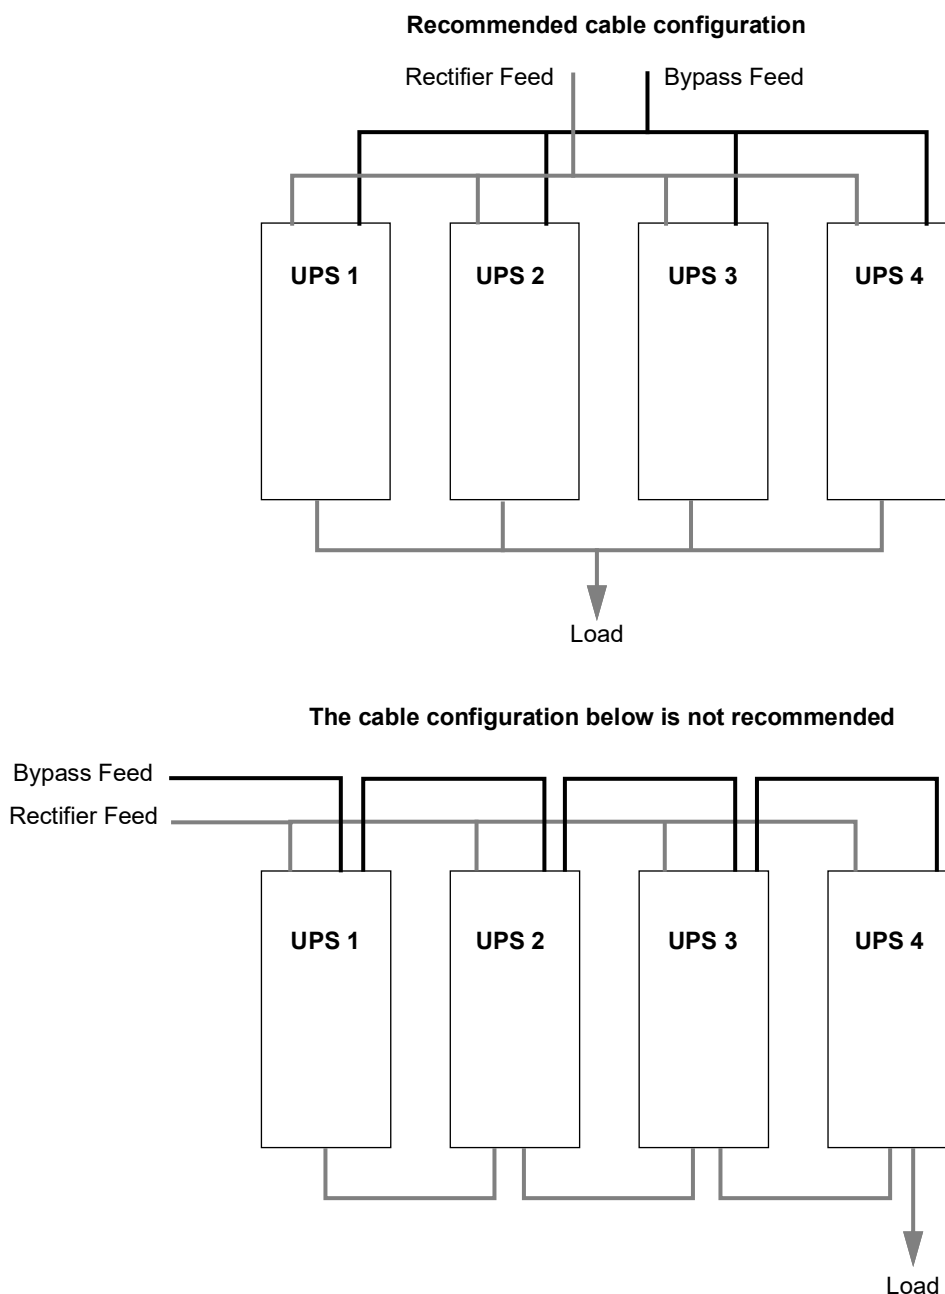 Recommended cable configuration
Rectifier Feed
Bypass Feed
UPS 1
UPS 2
UPS 3
UPS 4
Load
The cable configuration below is not recommended
Bypass Feed
Rectifier Feed
UPS 1
UPS 2
UPS 3
UPS 4
Load